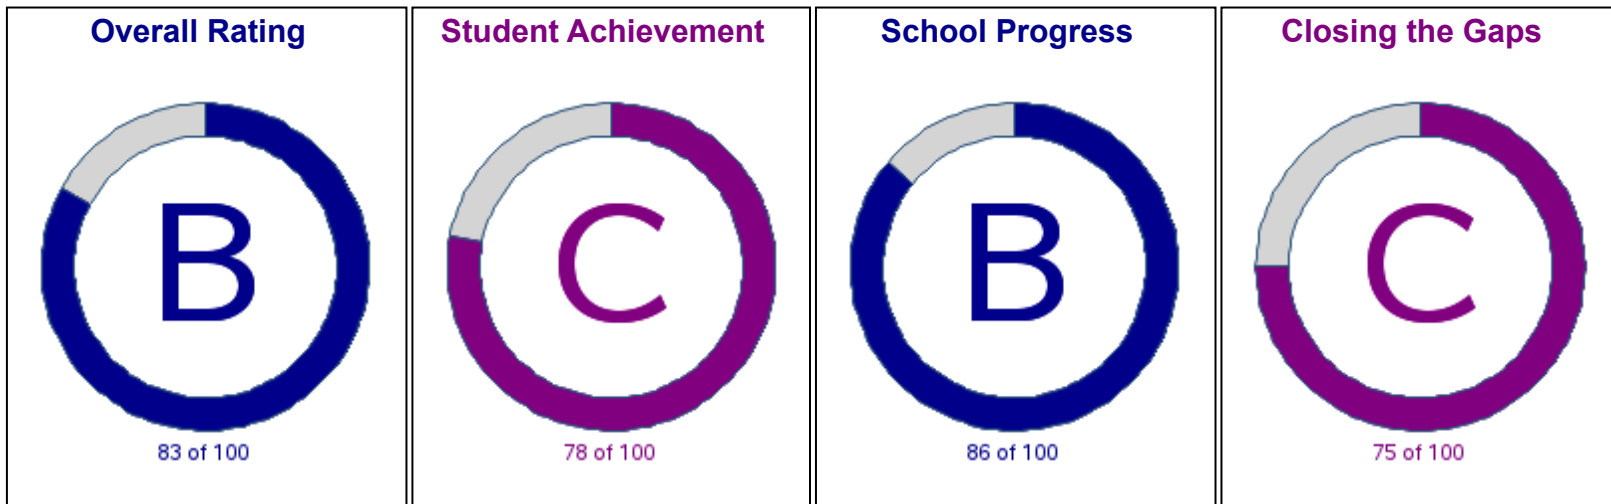 Overall Rating
B
83 of 100
Student Achievement
C
78 of 100
School Progress
B
86 of 100
Closing the Gaps
C
75 of 100